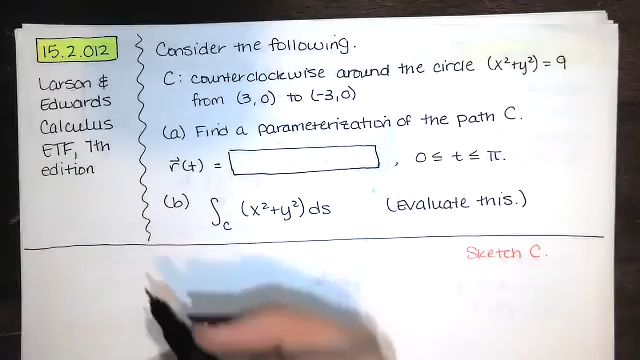 15.2.012
Larson &
Edwards
Calculus
ETF, 7th
edition
Consider the following.
C: counterclockwise around the circle (x²+y²) = 9
from (3,0) to (-3,0)
(a) Find a parameterization of the path C.
r⃗(t) = , 0 ≤ t ≤ π.
(b) ∫_C (x²+y²) ds (Evaluate this.)
Sketch C.